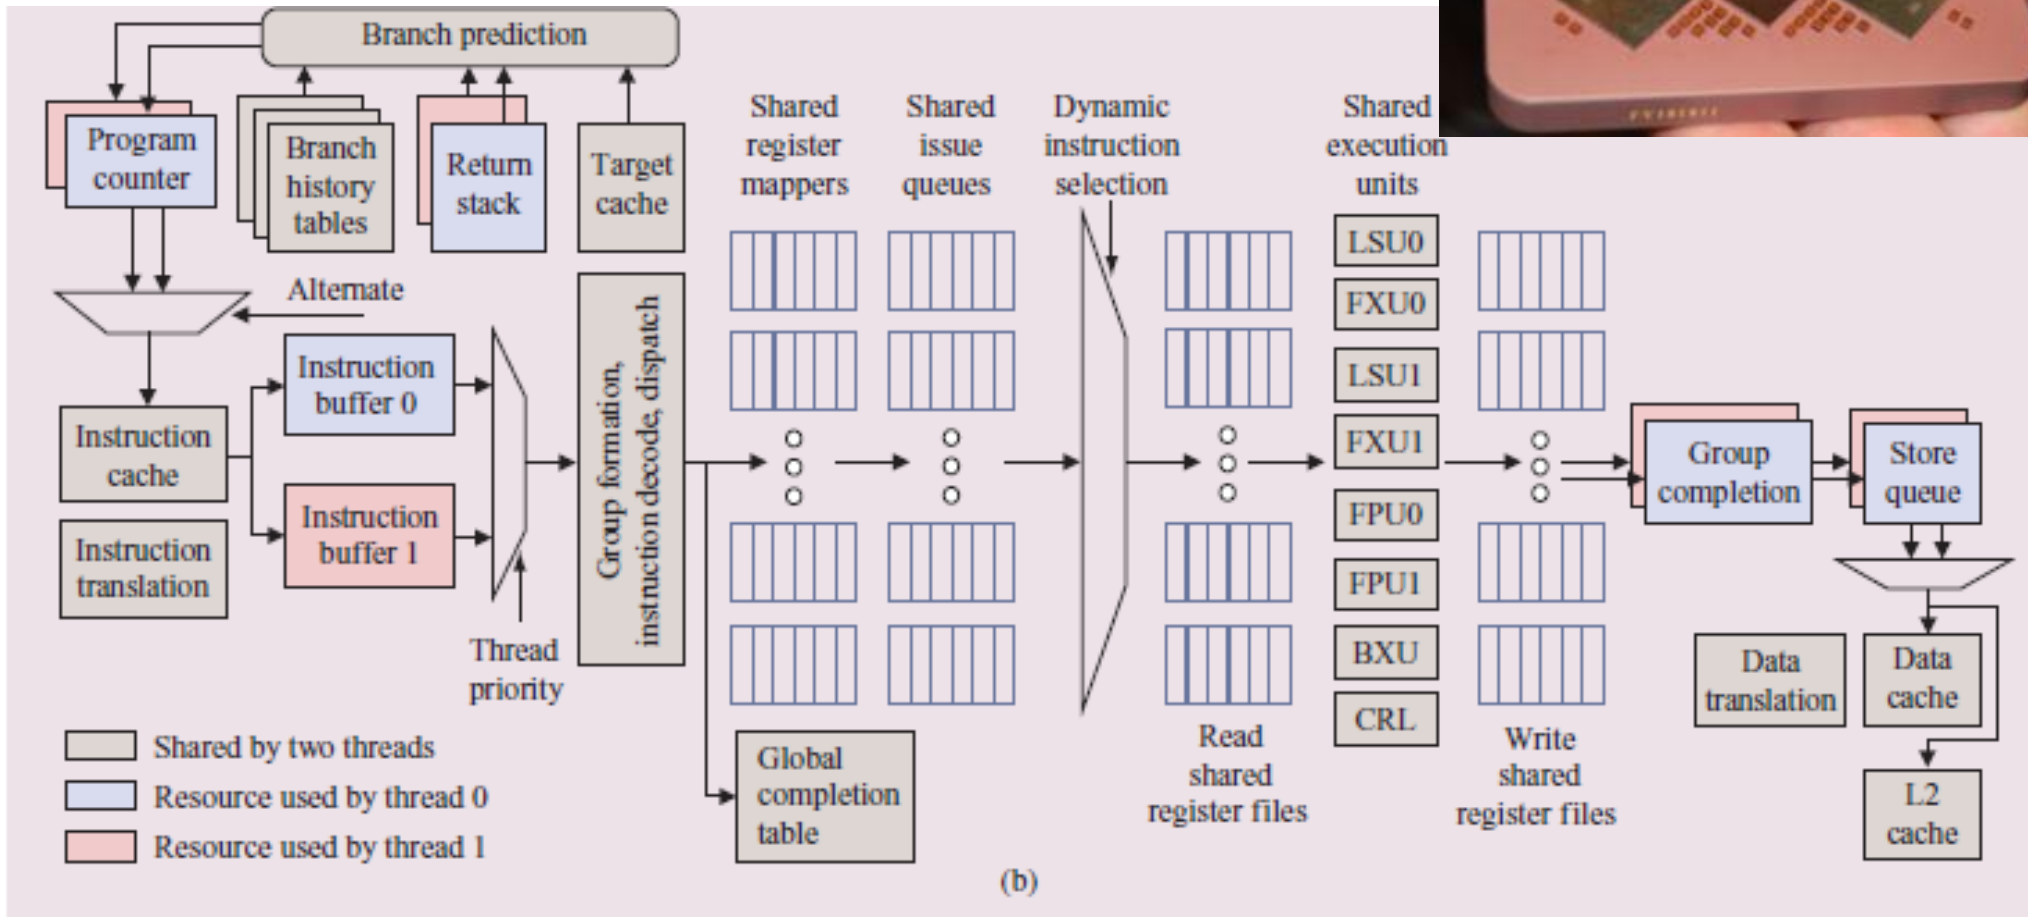 Branch prediction
Program
counter
Branch
history
tables
Return
stack
Target
cache
Shared
register
mappers
Shared
issue
queues
Dynamic
instruction
selection
Shared
execution
units
Alternate
Instruction
cache
Instruction
translation
Instruction
buffer 0
Instruction
buffer 1
Thread
priority
Group formation,
instruction decode, dispatch
Global
completion
table
LSU0
FXU0
LSU1
FXU1
FPU0
FPU1
BXU
CRL
Read
shared
register files
Write
shared
register files
Group
completion
Store
queue
Data
translation
Data
cache
L2
cache
Shared by two threads
Resource used by thread 0
Resource used by thread 1
(b)